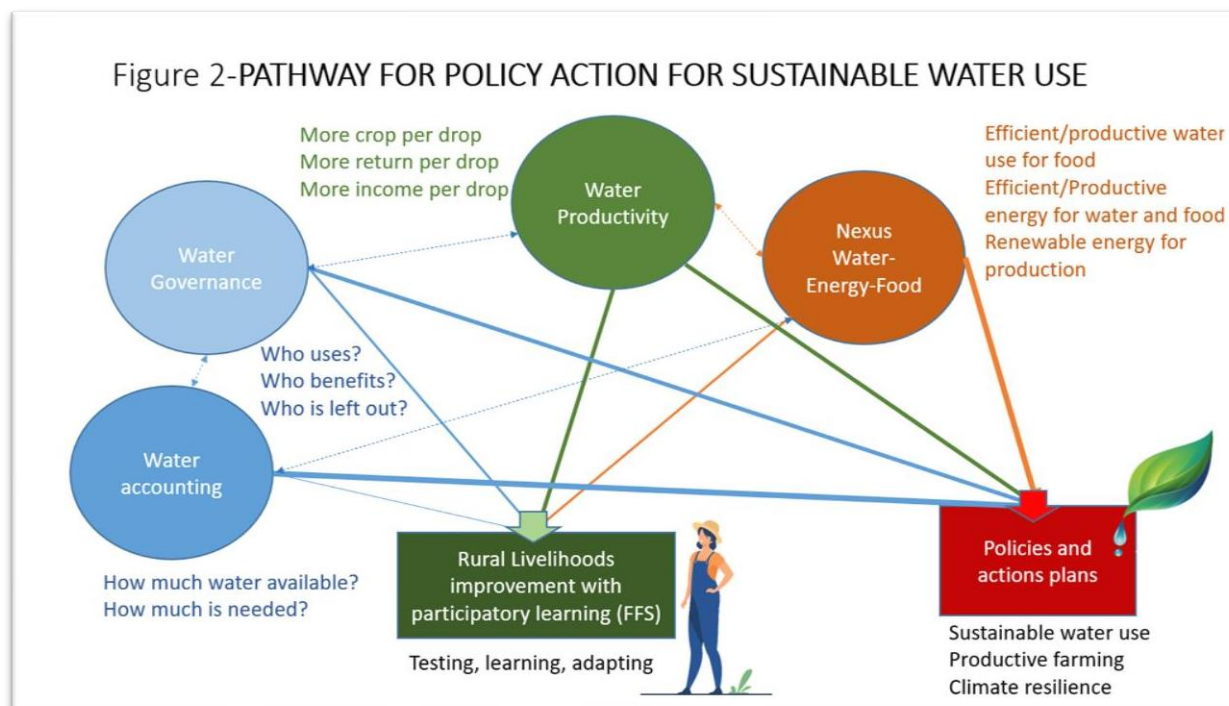 Figure 2-PATHWAY FOR POLICY ACTION FOR SUSTAINABLE WATER USE
More crop per drop
More return per drop
More income per drop
Water
Productivity
Efficient/productive water
use for food
Efficient/Productive
energy for water and food
Renewable energy for
production
Water
Governance
Nexus
Water-
Energy-Food
Who uses?
Who benefits?
Who is left out?
Water
accounting
How much water available?
How much is needed?
Rural Livelihoods
improvement with
participatory learning (FFS)
Testing, learning, adapting
Policies and
actions plans
Sustainable water use
Productive farming
Climate resilience